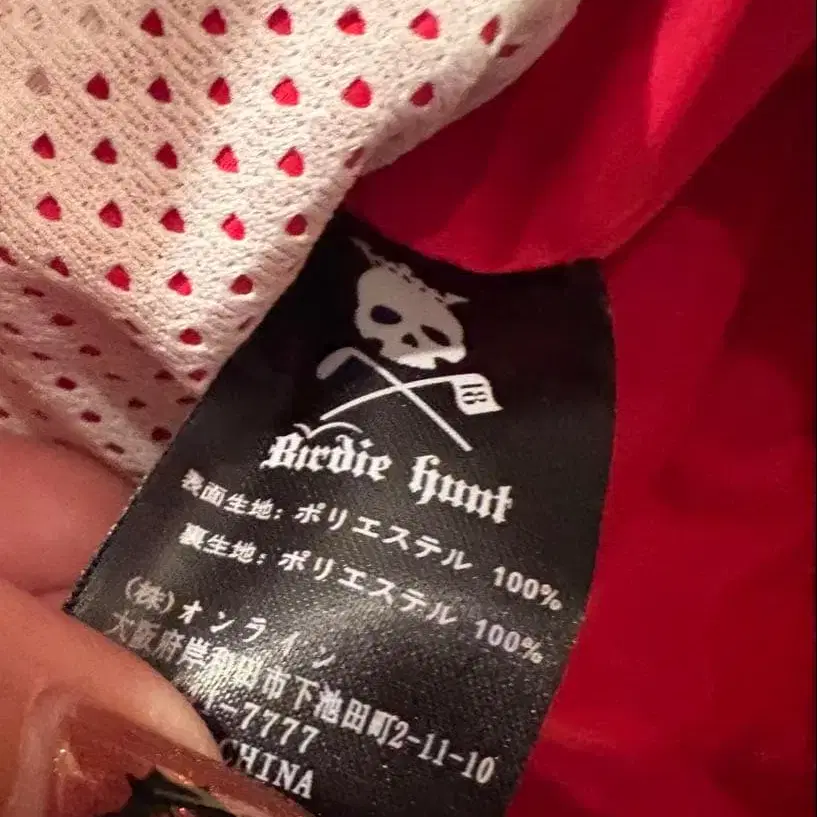 18
Birdie hunt
表面生地: ポリエステル 100%
裏生地: ポリエステル 100%
(株)オンライン
大阪府岸和田市下池田町2-11-10
-7777
CHINA